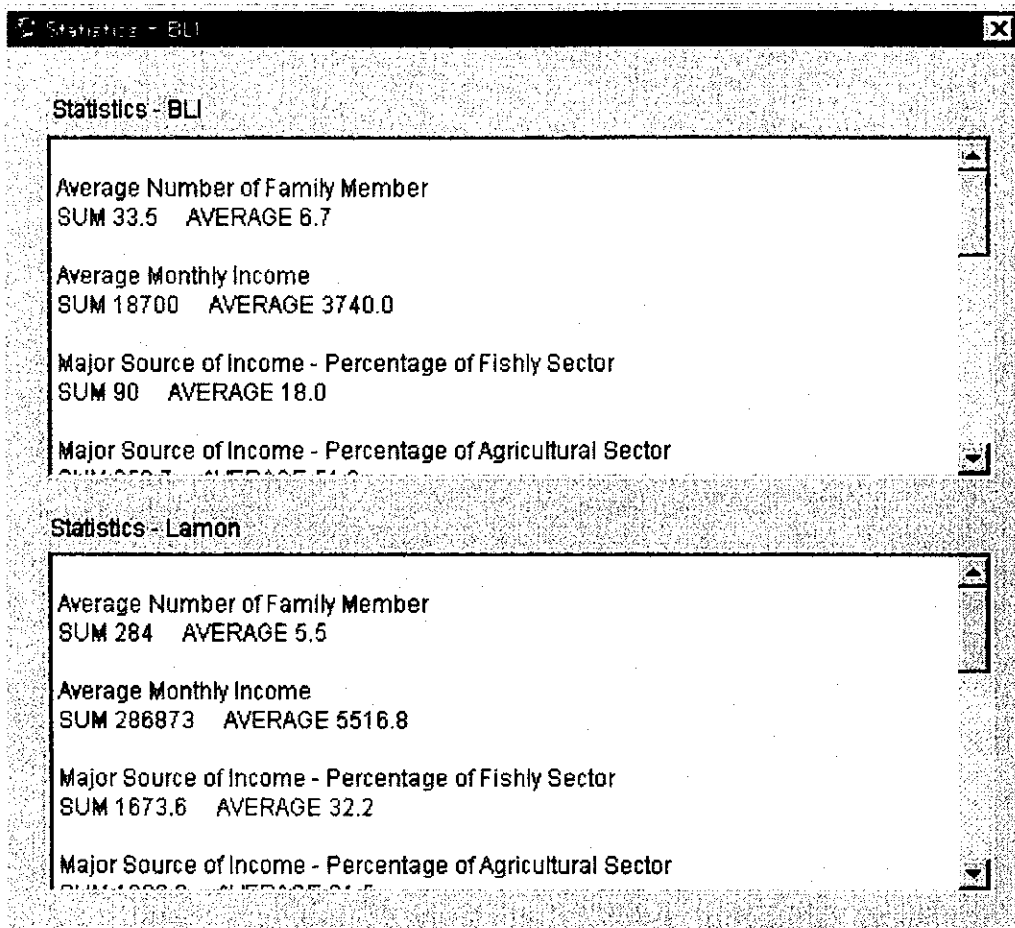 Statistics - BLI
Statistics - BLI
Average Number of Family Member
SUM 33.5 AVERAGE 6.7
Average Monthly Income
SUM 18700 AVERAGE 3740.0
Major Source of Income - Percentage of Fishly Sector
SUM 90 AVERAGE 18.0
Major Source of Income - Percentage of Agricultural Sector
SUM AVERAGE
Statistics - Lamon
Average Number of Family Member
SUM 284 AVERAGE 5.5
Average Monthly Income
SUM 286873 AVERAGE 5516.8
Major Source of Income - Percentage of Fishly Sector
SUM 1673.6 AVERAGE 32.2
Major Source of Income - Percentage of Agricultural Sector
SUM AVERAGE